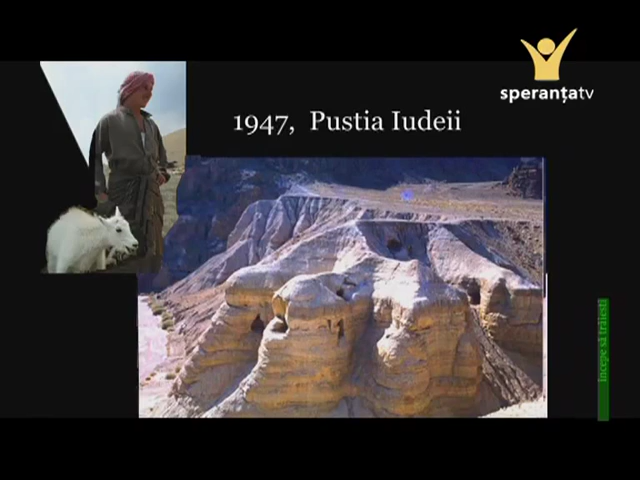 speranțatv
1947, Pustia Iudeii
începe să trăiești